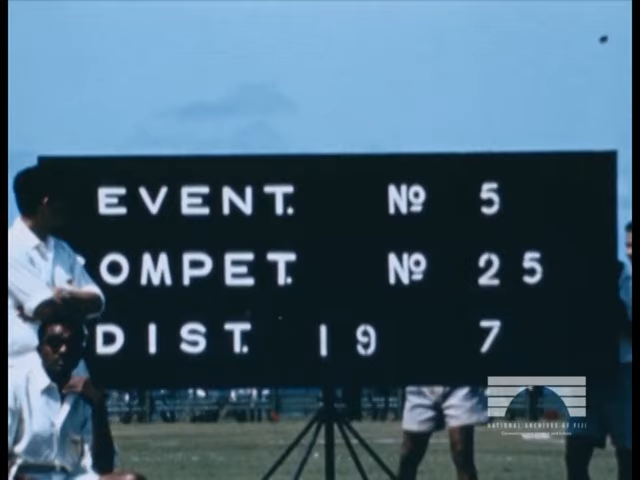 EVENT. Nº 5
OMPET. Nº 25
DIST. 19 7
NATIONAL ARCHIVES OF FIJI